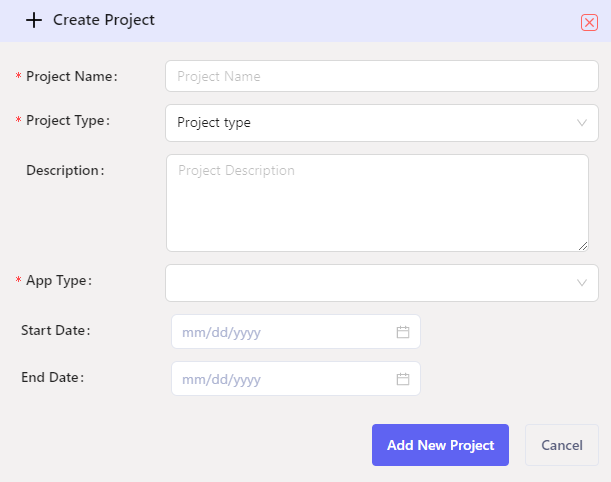 Create Project
* Project Name: Project Name
* Project Type: Project type
Description: Project Description
* App Type:
Start Date: mm/dd/yyyy
End Date: mm/dd/yyyy
Add New Project Cancel